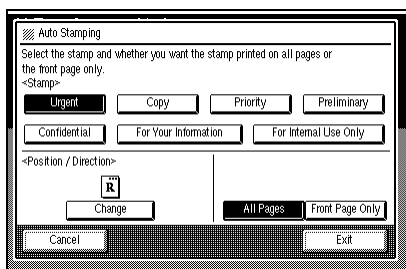 Auto Stamping
Select the stamp and whether you want the stamp printed on all pages or
the front page only.
<Stamp>
Urgent Copy Priority Preliminary
Confidential For Your Information For Internal Use Only
<Position / Direction>
R
Change All Pages Front Page Only
Cancel Exit